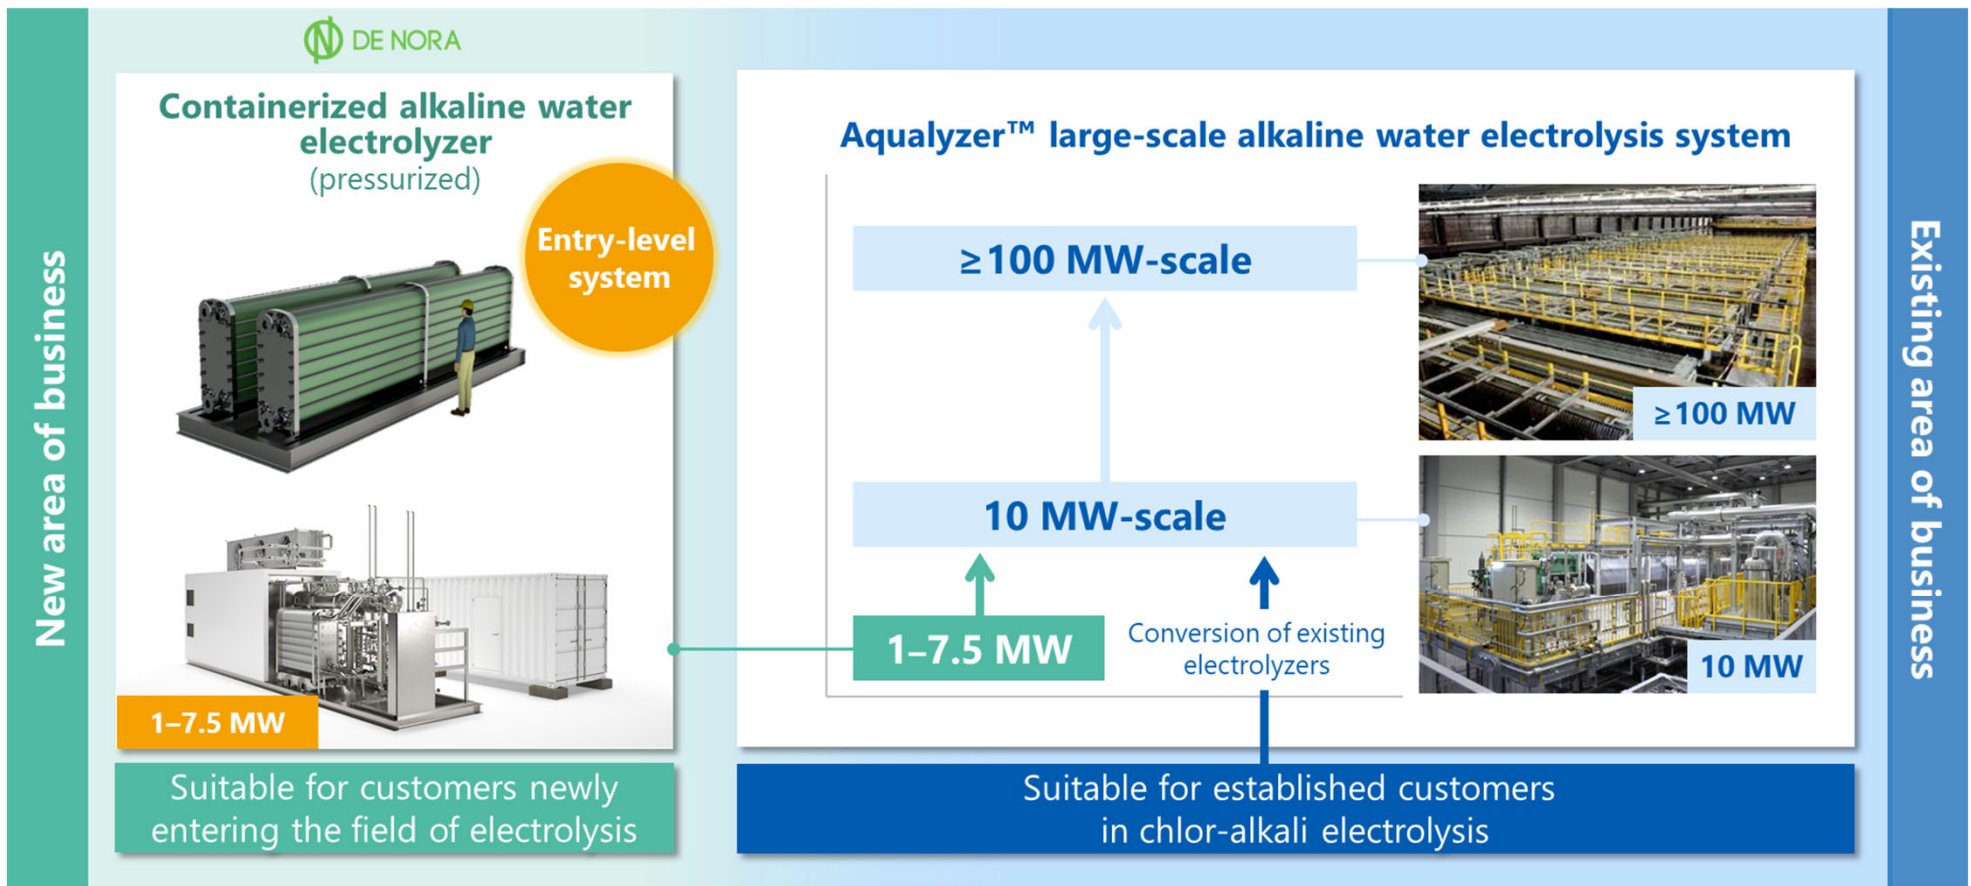 New area of business
DE NORA
Containerized alkaline water
electrolyzer
(pressurized)
Entry-level
system
1–7.5 MW
Suitable for customers newly
entering the field of electrolysis
Aqualyzer™ large-scale alkaline water electrolysis system
≥100 MW-scale
≥100 MW
10 MW-scale
10 MW
1–7.5 MW
Conversion of existing
electrolyzers
Suitable for established customers
in chlor-alkali electrolysis
Existing area of business